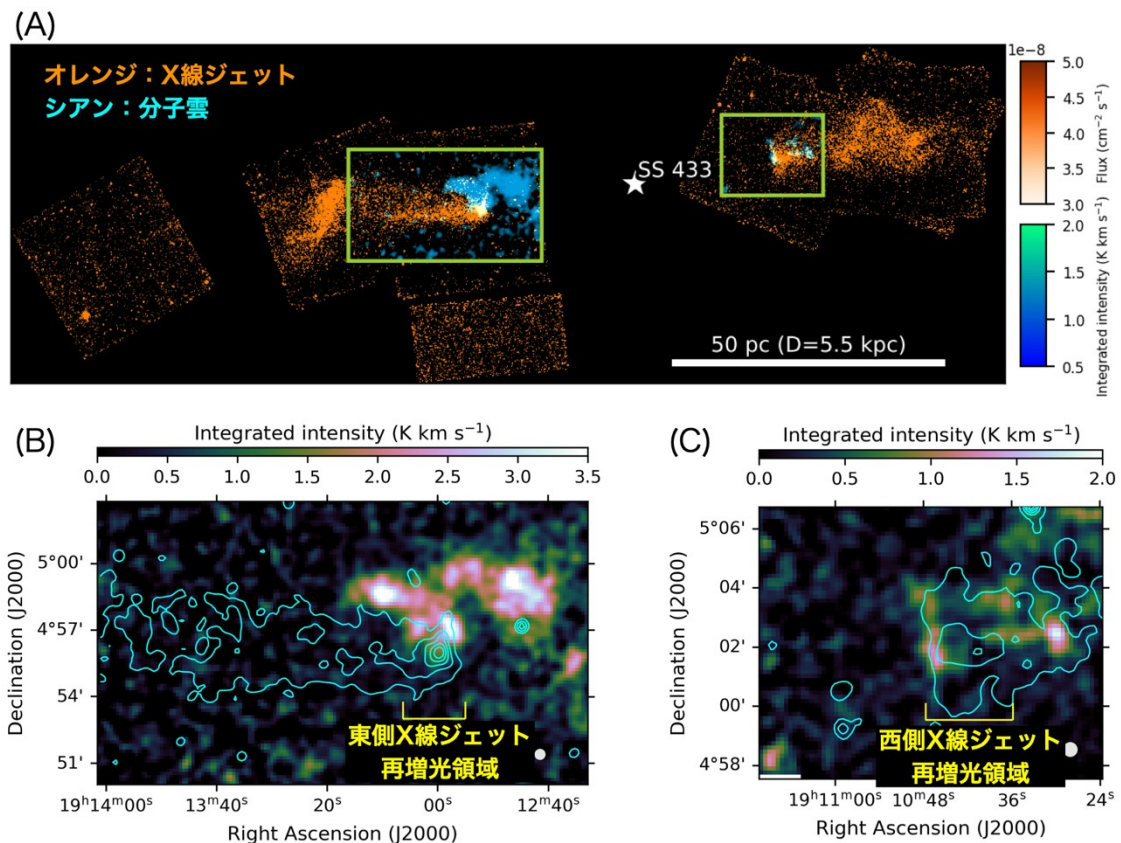 (A)
オレンジ：X線ジェット
シアン：分子雲
SS 433
50 pc (D=5.5 kpc)
1e−8
5.0
4.5
4.0
3.5
3.0
Flux (cm⁻² s⁻¹)
2.0
1.5
1.0
0.5
Integrated intensity (K km s⁻¹)
(B)
Integrated intensity (K km s⁻¹)
0.0 0.5 1.0 1.5 2.0 2.5 3.0 3.5
Declination (J2000)
5°00'
4°57'
54'
51'
東側X線ジェット
再増光領域
19ʰ14ᵐ00ˢ 13ᵐ40ˢ 20ˢ 00ˢ 12ᵐ40ˢ
Right Ascension (J2000)
(C)
Integrated intensity (K km s⁻¹)
0.0 0.5 1.0 1.5 2.0
Declination (J2000)
5°06'
04'
02'
00'
4°58'
西側X線ジェット
再増光領域
19ʰ11ᵐ00ˢ 10ᵐ48ˢ 36ˢ 24ˢ
Right Ascension (J2000)